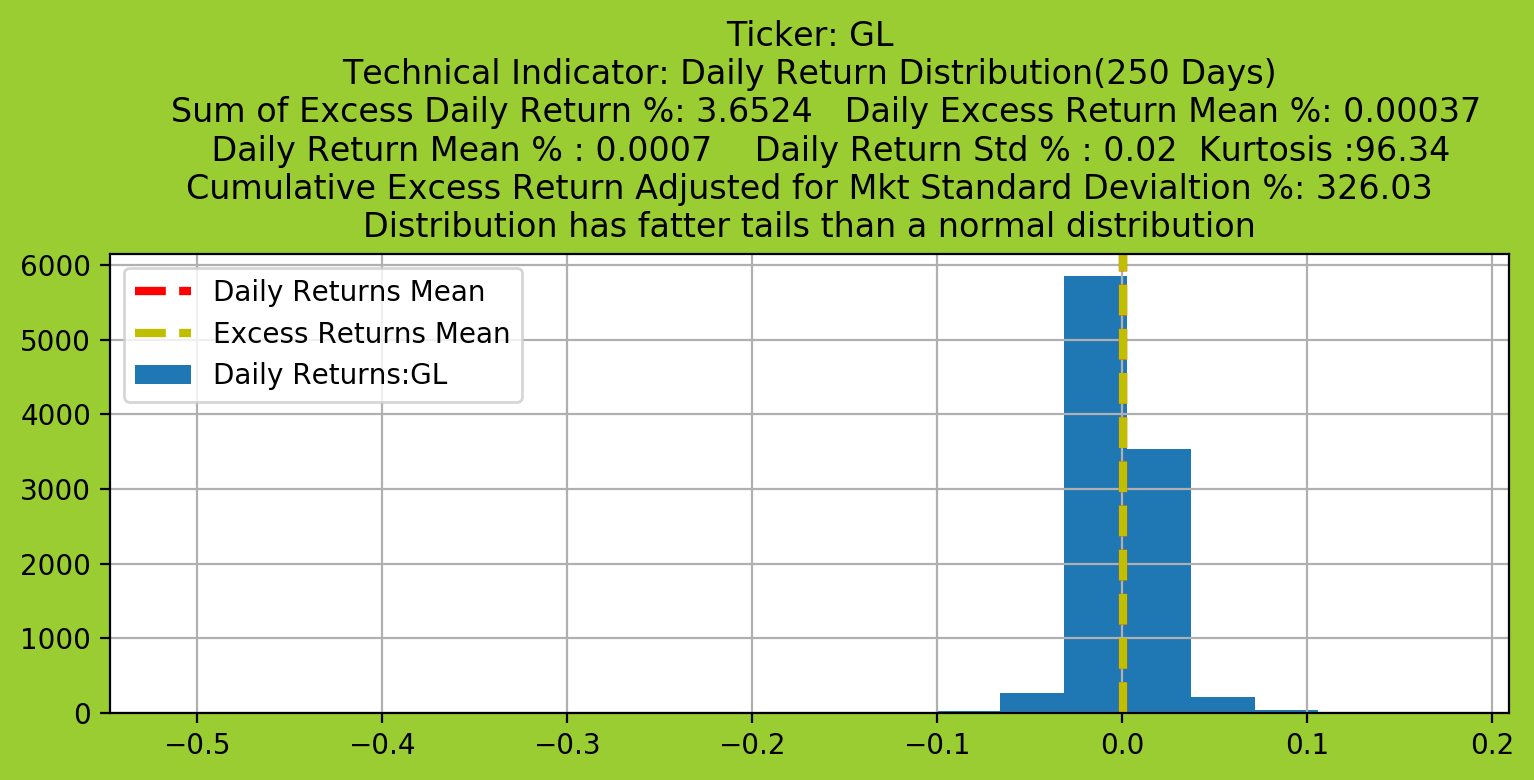 Ticker: GL
Technical Indicator: Daily Return Distribution(250 Days)
Sum of Excess Daily Return %: 3.6524   Daily Excess Return Mean %: 0.00037
Daily Return Mean % : 0.0007    Daily Return Std % : 0.02  Kurtosis :96.34
Cumulative Excess Return Adjusted for Mkt Standard Devialtion %: 326.03
Distribution has fatter tails than a normal distribution
6000
5000
4000
3000
2000
1000
0
Daily Returns Mean
Excess Returns Mean
Daily Returns:GL
−0.5 −0.4 −0.3 −0.2 −0.1 0.0 0.1 0.2